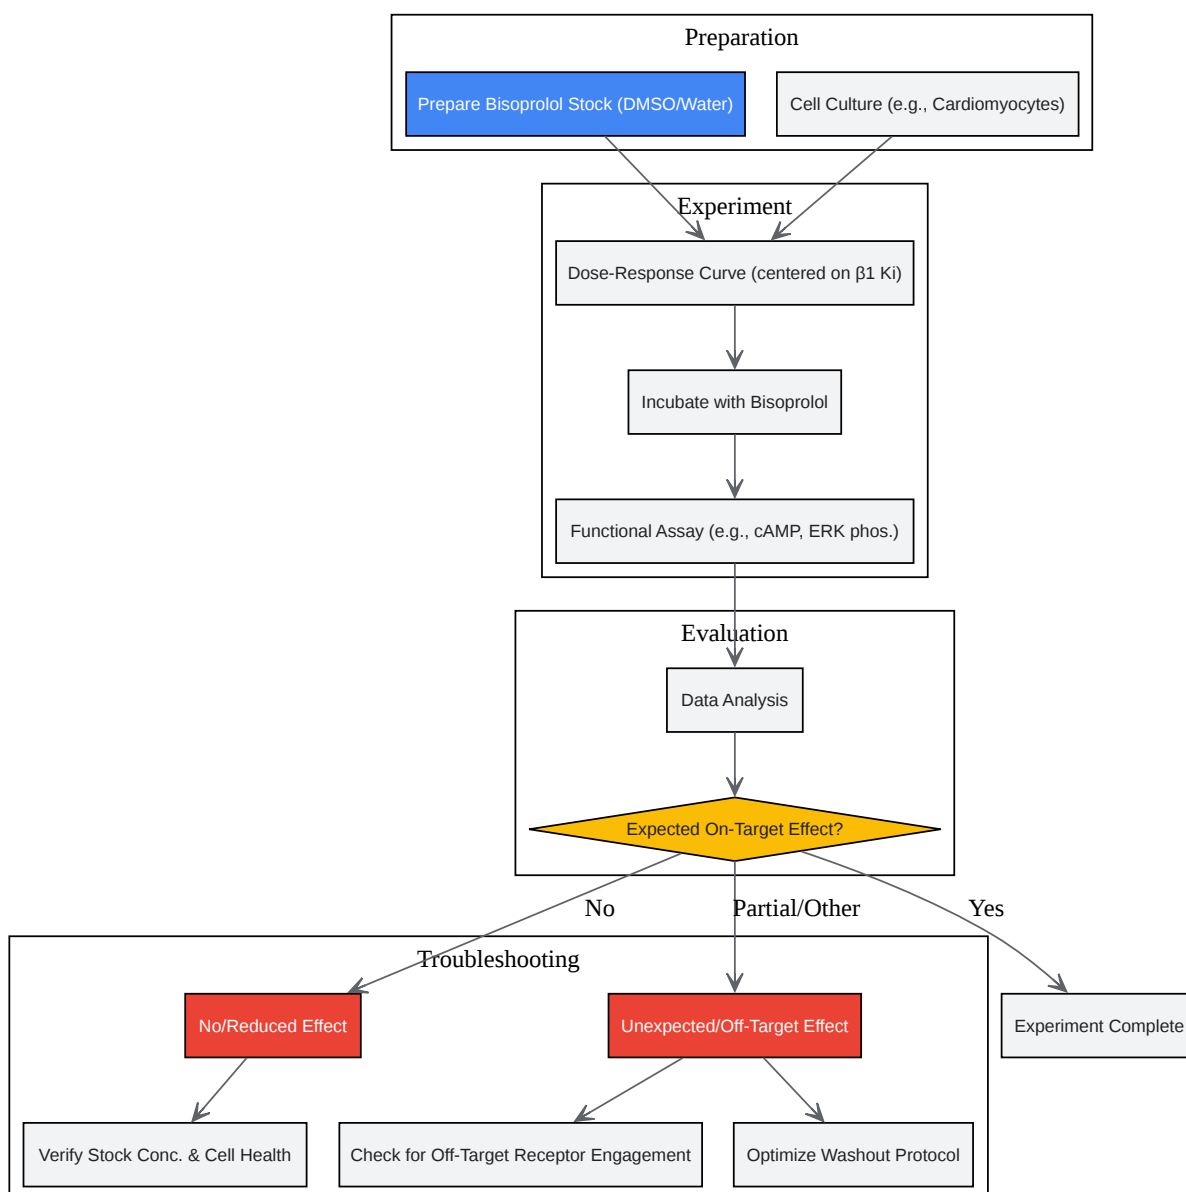 Preparation
Prepare Bisoprolol Stock (DMSO/Water)
Cell Culture (e.g., Cardiomyocytes)
Experiment
Dose-Response Curve (centered on β1 Ki)
Incubate with Bisoprolol
Functional Assay (e.g., cAMP, ERK phos.)
Evaluation
Data Analysis
Expected On-Target Effect?
No
Partial/Other
Yes
Troubleshooting
No/Reduced Effect
Unexpected/Off-Target Effect
Experiment Complete
Verify Stock Conc. & Cell Health
Check for Off-Target Receptor Engagement
Optimize Washout Protocol